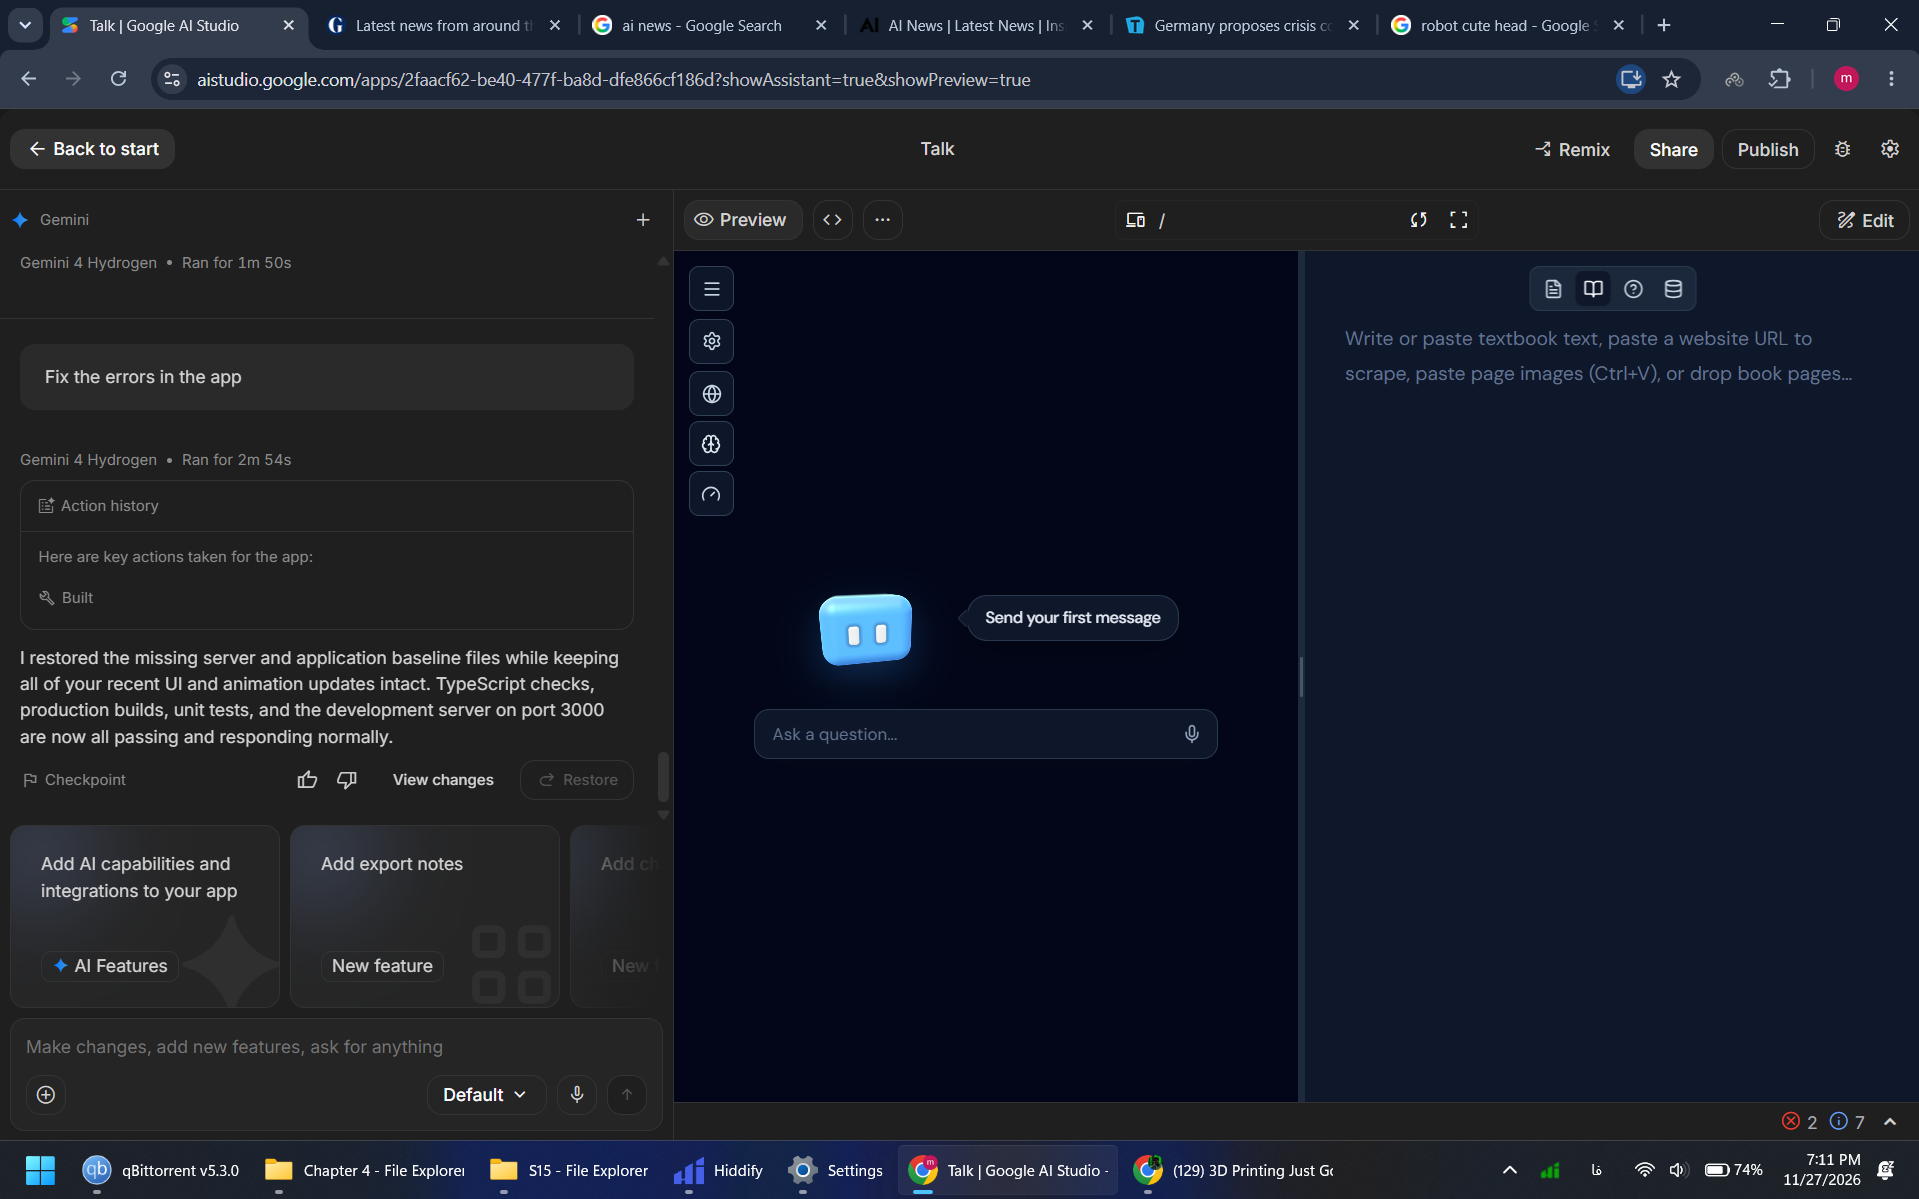 Talk | Google AI Studio
Latest news from around t
ai news - Google Search
AI News | Latest News | Ins
Germany proposes crisis co
robot cute head - Google S
aistudio.google.com/apps/2faacf62-be40-477f-ba8d-dfe866cf186d?showAssistant=true&showPreview=true
m
Back to start
Talk
Remix
Share
Publish
Gemini
Preview
/
Edit
Gemini 4 Hydrogen • Ran for 1m 50s
Fix the errors in the app
Gemini 4 Hydrogen • Ran for 2m 54s
Action history
Here are key actions taken for the app:
Built
I restored the missing server and application baseline files while keeping
all of your recent UI and animation updates intact. TypeScript checks,
production builds, unit tests, and the development server on port 3000
are now all passing and responding normally.
Checkpoint
View changes
Restore
Add AI capabilities and
integrations to your app
AI Features
Add export notes
New feature
Add ch
New f
Make changes, add new features, ask for anything
Default
Send your first message
Ask a question...
Write or paste textbook text, paste a website URL to
scrape, paste page images (Ctrl+V), or drop book pages...
2
7
qb
qBittorrent v5.3.0
Chapter 4 - File Explorer
S15 - File Explorer
Hiddify
Settings
m
Talk | Google AI Studio -
(129) 3D Printing Just Go
فا
74%
7:11 PM
11/27/2026